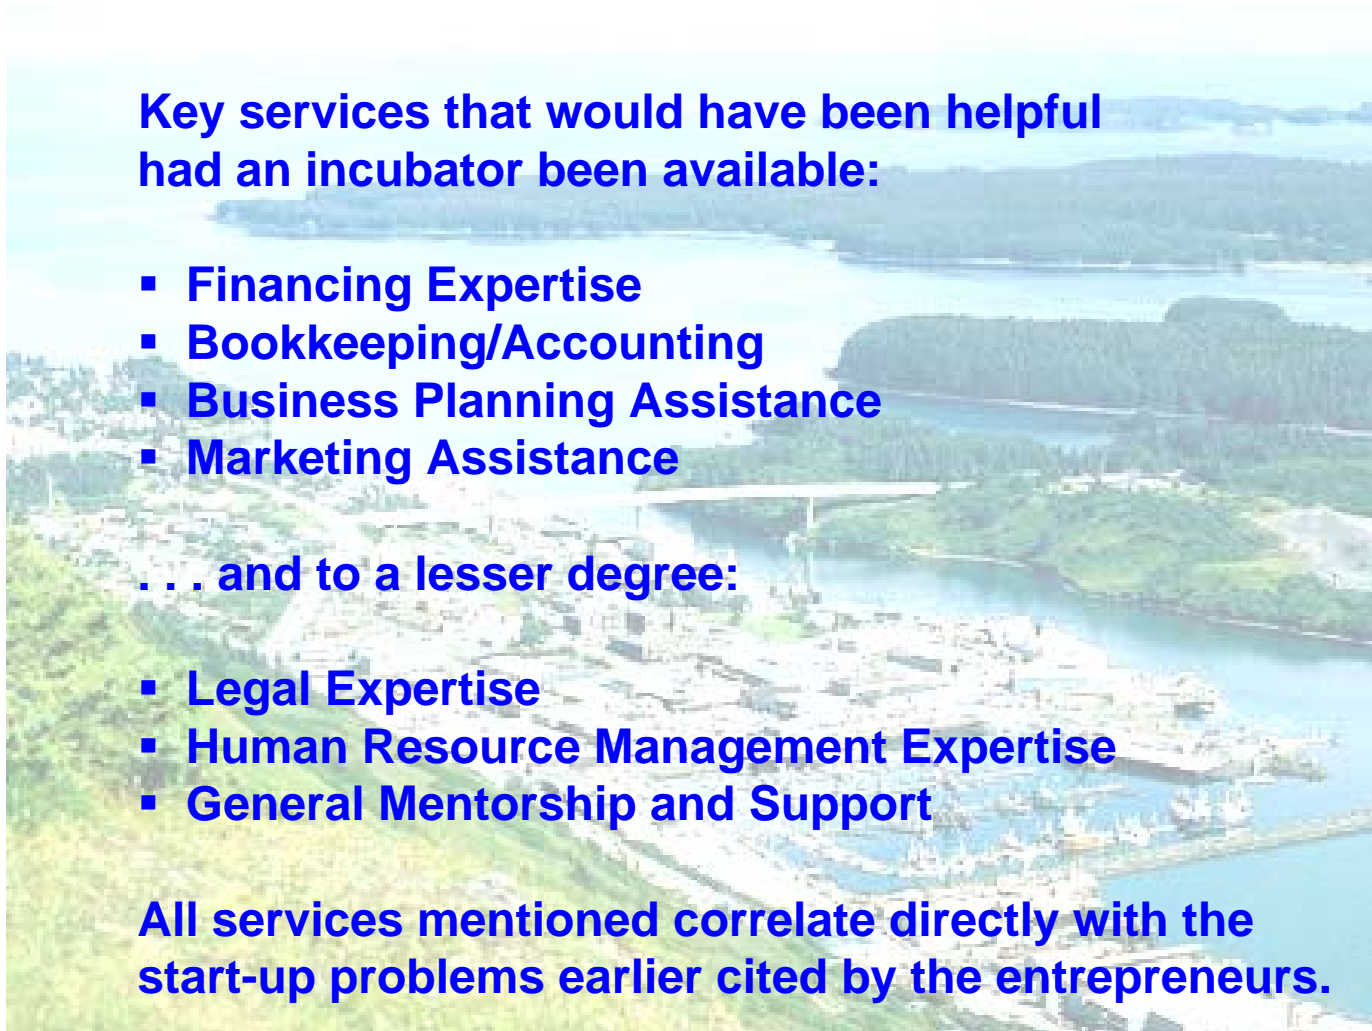 Key services that would have been helpful
had an incubator been available:
▪ Financing Expertise
▪ Bookkeeping/Accounting
▪ Business Planning Assistance
▪ Marketing Assistance
. . . and to a lesser degree:
▪ Legal Expertise
▪ Human Resource Management Expertise
▪ General Mentorship and Support
All services mentioned correlate directly with the
start-up problems earlier cited by the entrepreneurs.